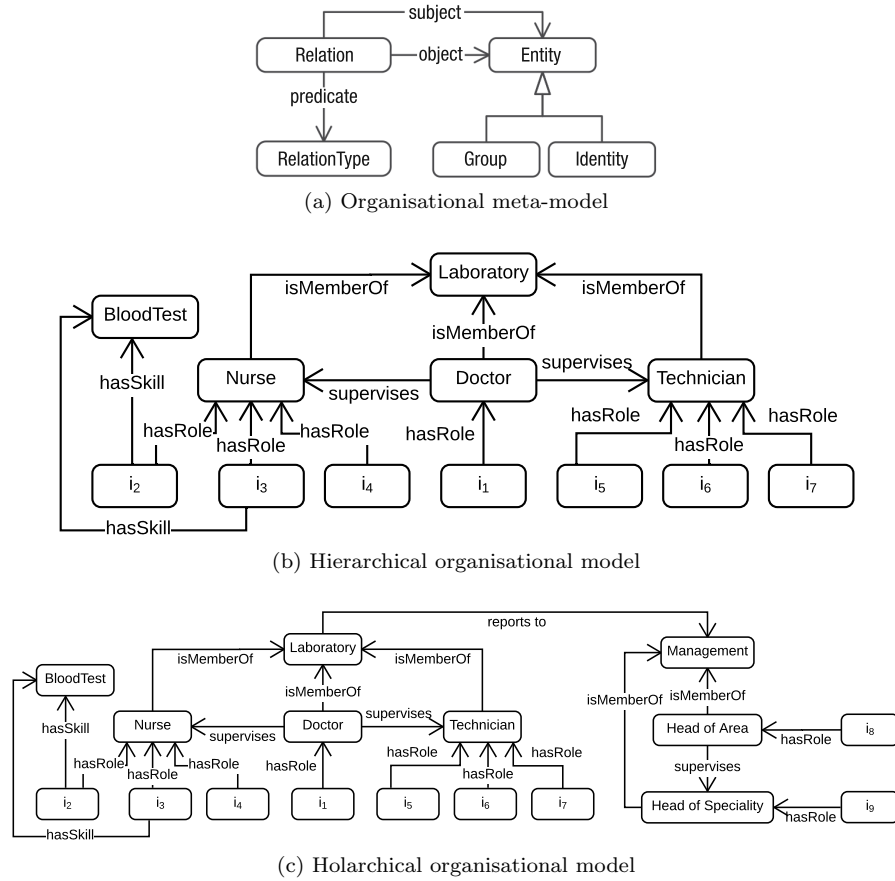 subject
Relation
object
Entity
predicate
RelationType
Group
Identity
(a) Organisational meta-model
Laboratory
isMemberOf
isMemberOf
BloodTest
isMemberOf
supervises
hasSkill
Nurse
Doctor
Technician
supervises
hasRole
hasRole
hasRole
hasRole
hasRole
hasRole
hasRole
i2
i3
i4
i1
i5
i6
i7
hasSkill
(b) Hierarchical organisational model
reports to
Laboratory
Management
isMemberOf
isMemberOf
BloodTest
isMemberOf
isMemberOf
isMemberOf
supervises
hasSkill
Nurse
Doctor
Technician
Head of Area
i8
supervises
hasRole
hasRole
hasRole
hasRole
hasRole
hasRole
hasRole
hasRole
supervises
i2
i3
i4
i1
i5
i6
i7
Head of Speciality
i9
hasRole
hasSkill
(c) Holarchical organisational model